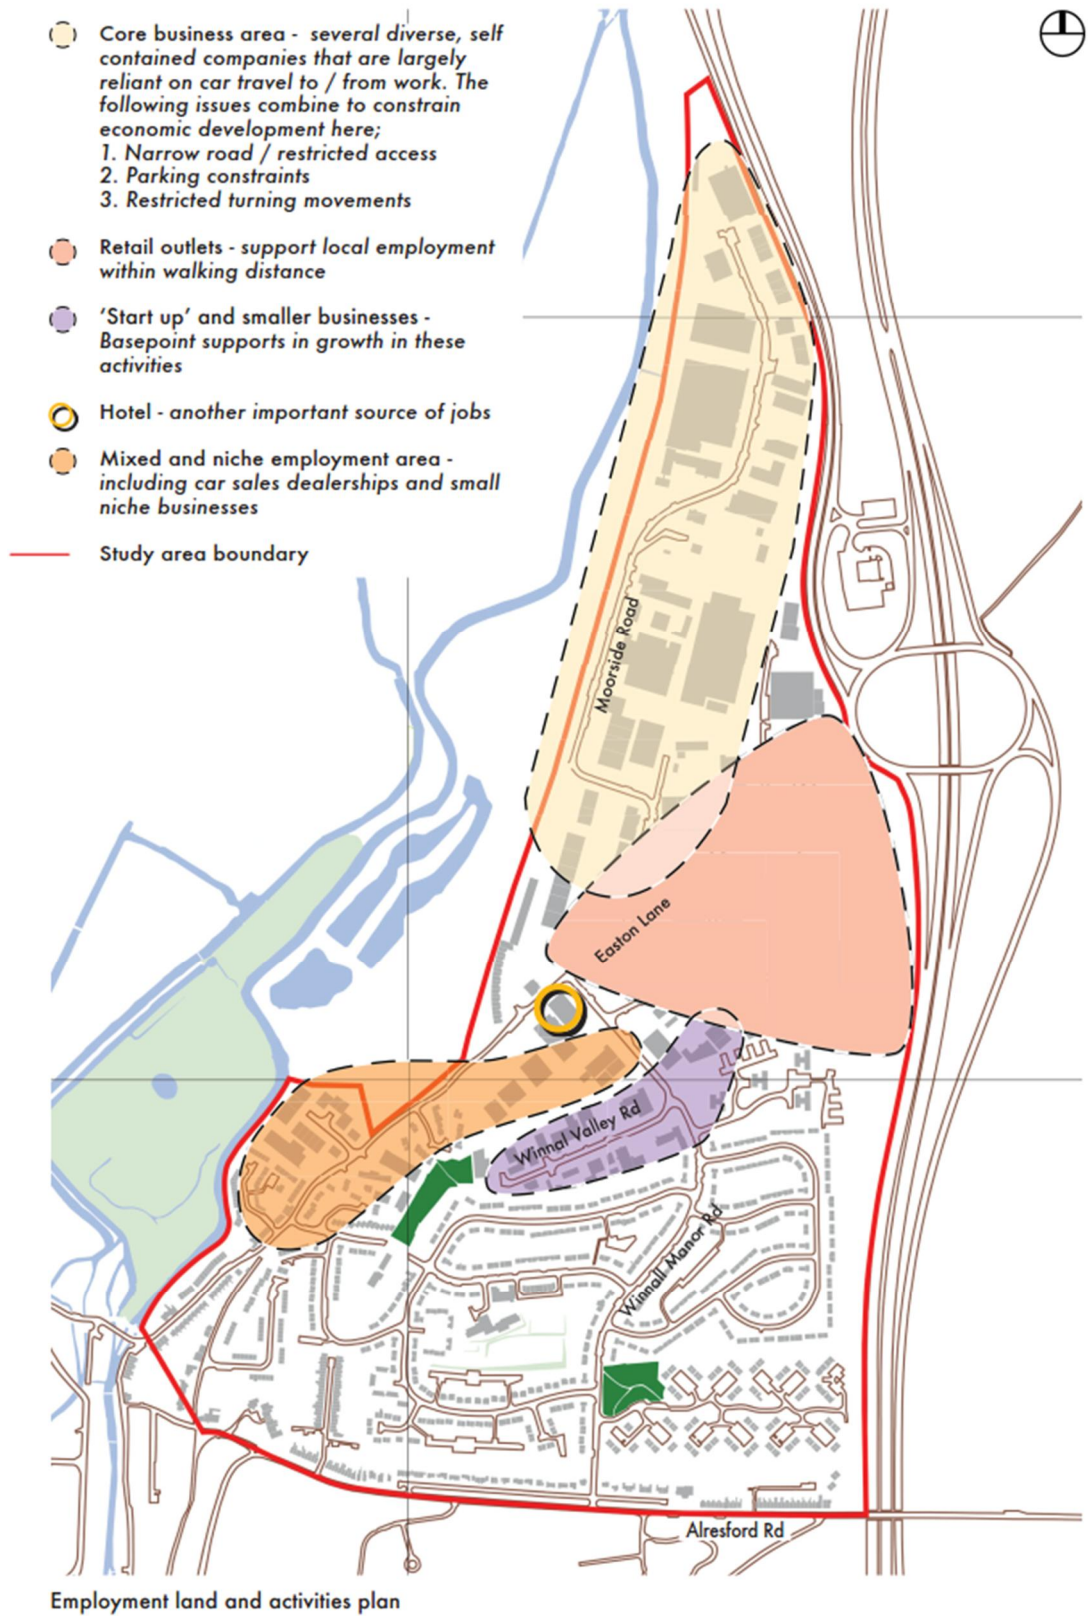 Core business area - several diverse, self
contained companies that are largely
reliant on car travel to / from work. The
following issues combine to constrain
economic development here;
1. Narrow road / restricted access
2. Parking constraints
3. Restricted turning movements
Retail outlets - support local employment
within walking distance
‘Start up’ and smaller businesses -
Basepoint supports in growth in these
activities
Hotel - another important source of jobs
Mixed and niche employment area -
including car sales dealerships and small
niche businesses
Study area boundary
Moorside Road
Easton Lane
Winnal Valley Rd
Winnall Manor Rd
Alresford Rd
Employment land and activities plan